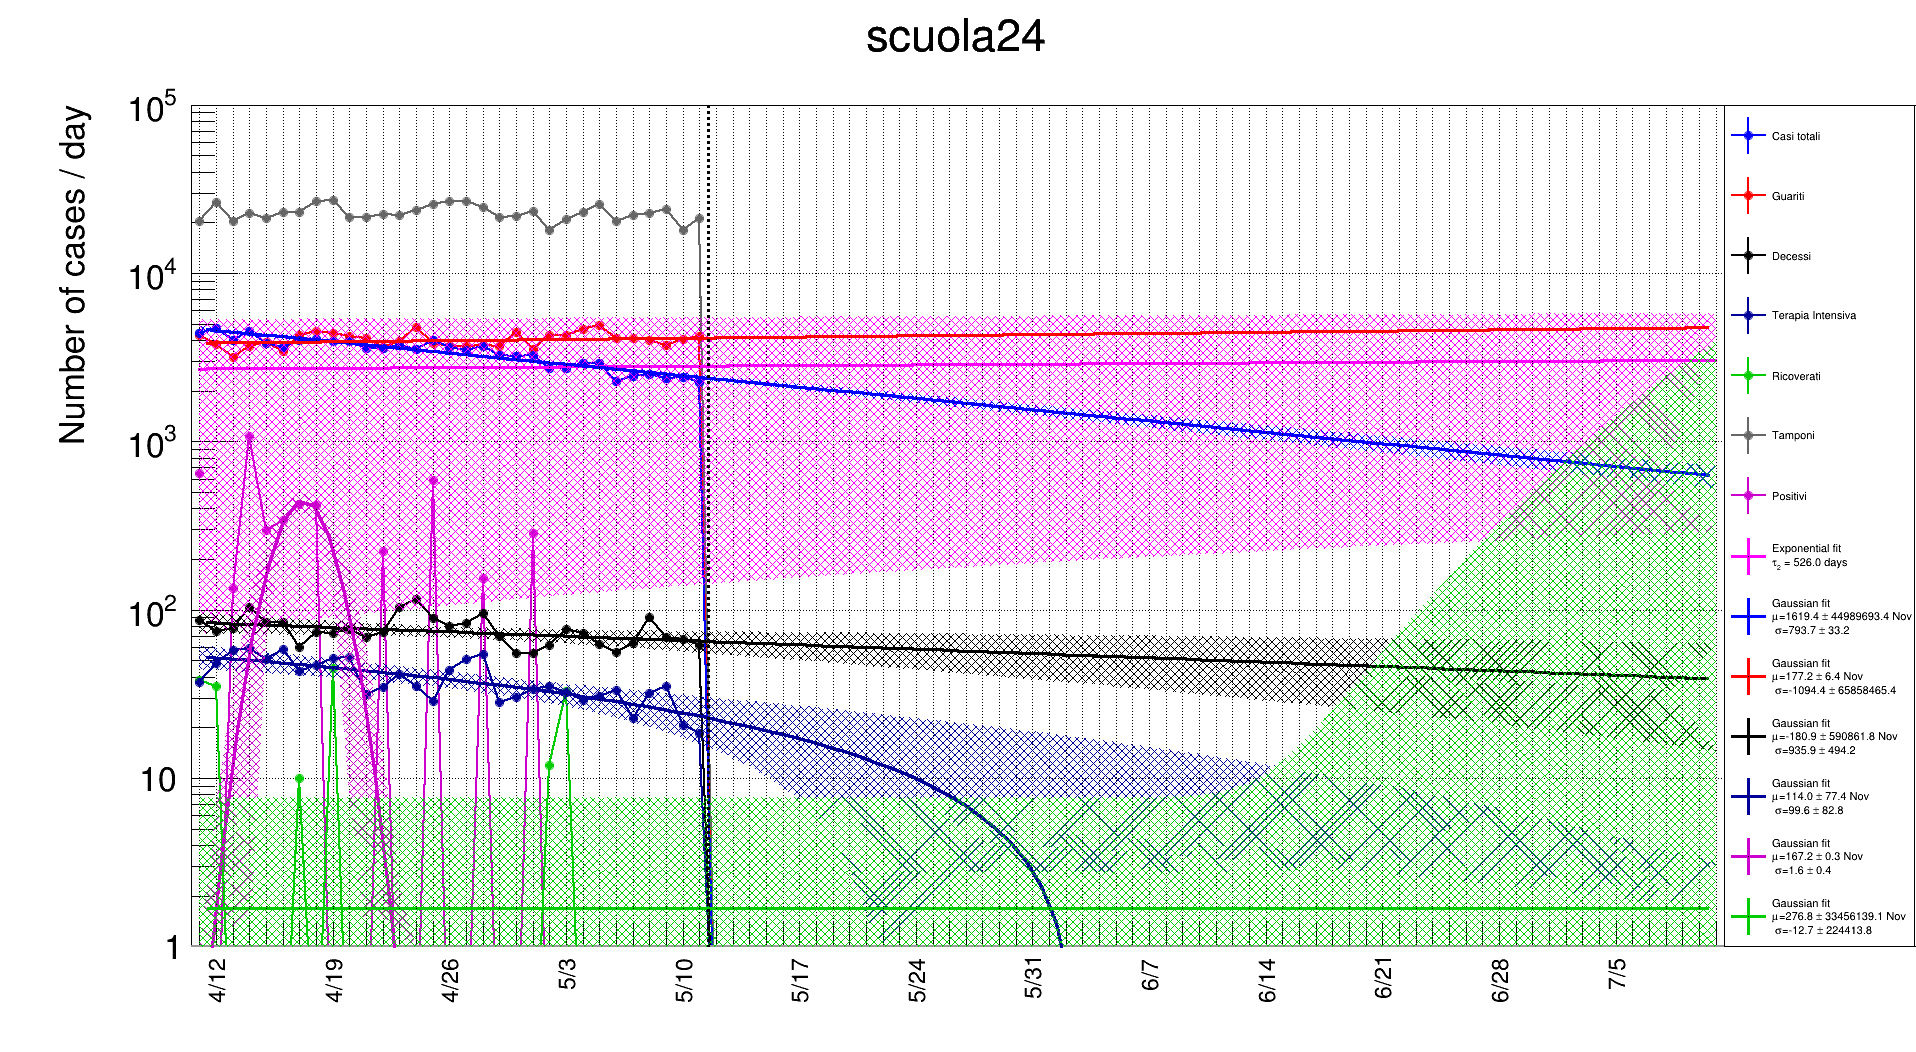 scuola24
Number of cases / day
10^5
10^4
10^3
10^2
10
1
4/12
4/19
4/26
5/3
5/10
5/17
5/24
5/31
6/7
6/14
6/21
6/28
7/5
Casi totali
Guariti
Decessi
Terapia Intensiva
Ricoverati
Tamponi
Positivi
Exponential fit
τ₂ = 526.0 days
Gaussian fit
μ=1619.4 ± 44989693.4 Nov
σ=793.7 ± 33.2
Gaussian fit
μ=177.2 ± 6.4 Nov
σ=-1094.4 ± 65858465.4
Gaussian fit
μ=-180.9 ± 590861.8 Nov
σ=935.9 ± 494.2
Gaussian fit
μ=114.0 ± 77.4 Nov
σ=99.6 ± 82.8
Gaussian fit
μ=167.2 ± 0.3 Nov
σ=1.6 ± 0.4
Gaussian fit
μ=276.8 ± 33456139.1 Nov
σ=-12.7 ± 224413.8